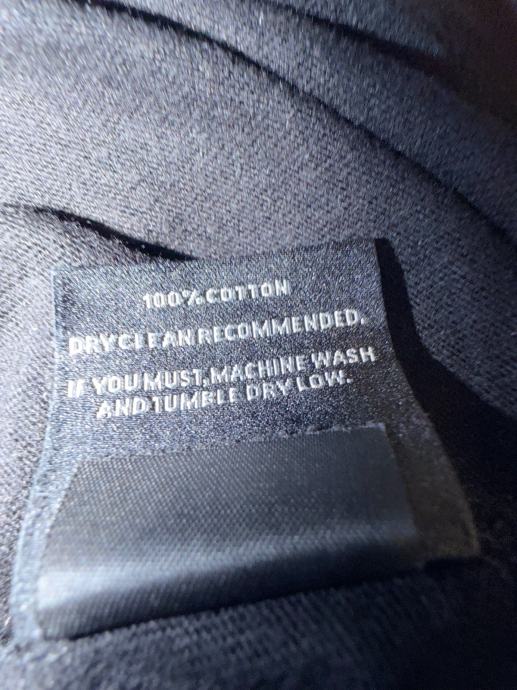 100% COTTON
DRY CLEAN RECOMMENDED.
IF YOU MUST, MACHINE WASH
AND TUMBLE DRY LOW.